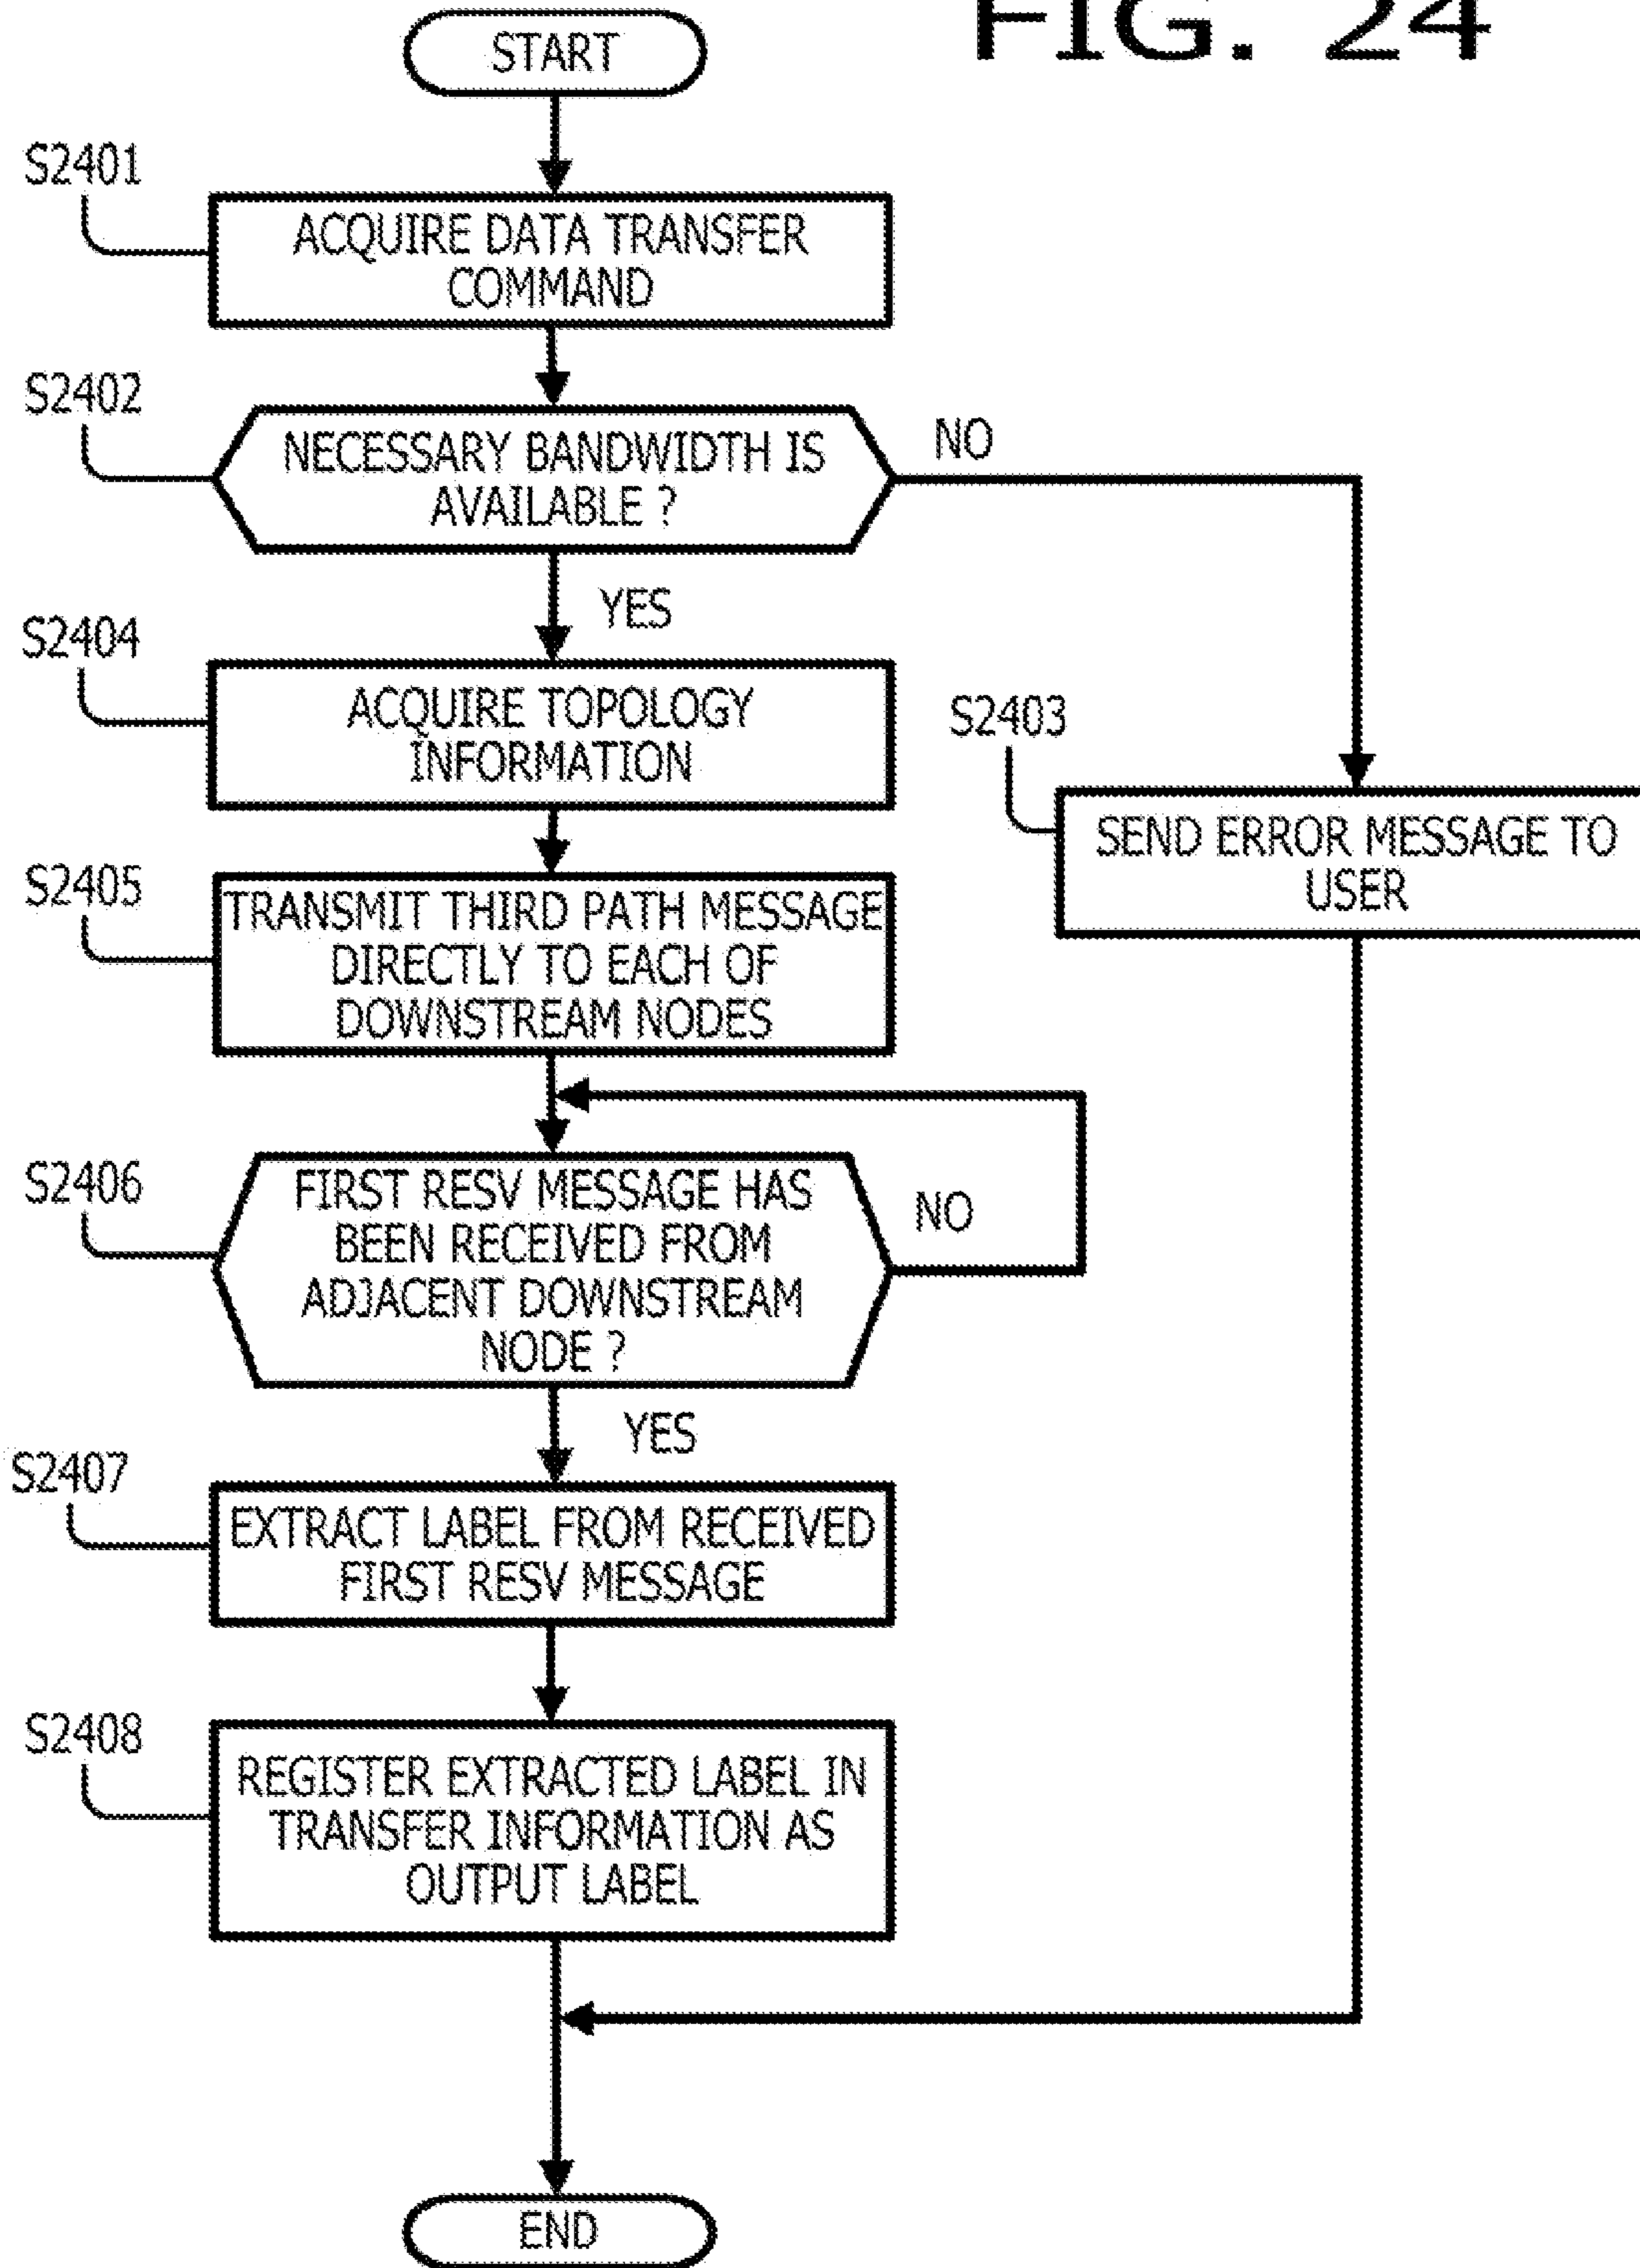 FIG. 24
START
S2401
ACQUIRE DATA TRANSFER
COMMAND
S2402
NECESSARY BANDWIDTH IS
AVAILABLE ?
NO
YES
S2404
ACQUIRE TOPOLOGY
INFORMATION
S2403
SEND ERROR MESSAGE TO
USER
S2405
TRANSMIT THIRD PATH MESSAGE
DIRECTLY TO EACH OF
DOWNSTREAM NODES
S2406
FIRST RESV MESSAGE HAS
BEEN RECEIVED FROM
ADJACENT DOWNSTREAM
NODE ?
NO
YES
S2407
EXTRACT LABEL FROM RECEIVED
FIRST RESV MESSAGE
S2408
REGISTER EXTRACTED LABEL IN
TRANSFER INFORMATION AS
OUTPUT LABEL
END